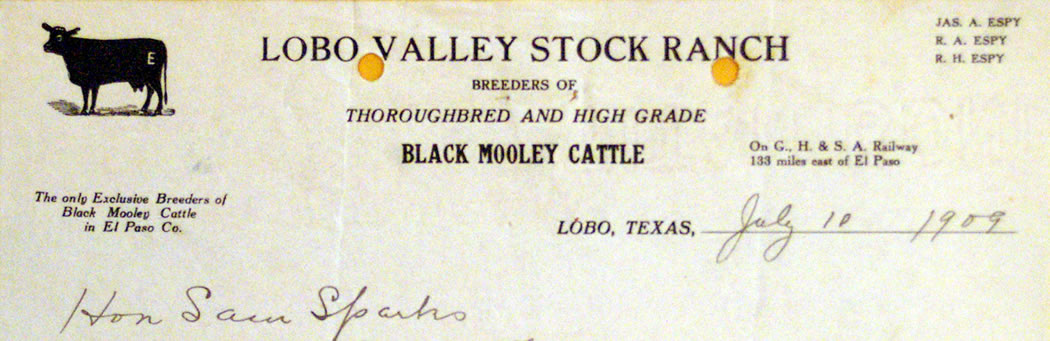 E
LOBO VALLEY STOCK RANCH
BREEDERS OF
THOROUGHBRED AND HIGH GRADE
BLACK MOOLEY CATTLE
JAS. A. ESPY
R. A. ESPY
R. H. ESPY
On G., H. & S. A. Railway
133 miles east of El Paso
The only Exclusive Breeders of
Black Mooley Cattle
in El Paso Co.
LOBO, TEXAS, July 10 1909
Hon Sam Sparks